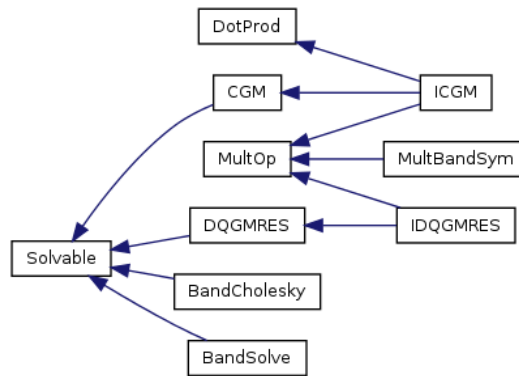 DotProd
CGM
ICGM
MultOp
MultBandSym
DQGMRES
IDQGMRES
Solvable
BandCholesky
BandSolve